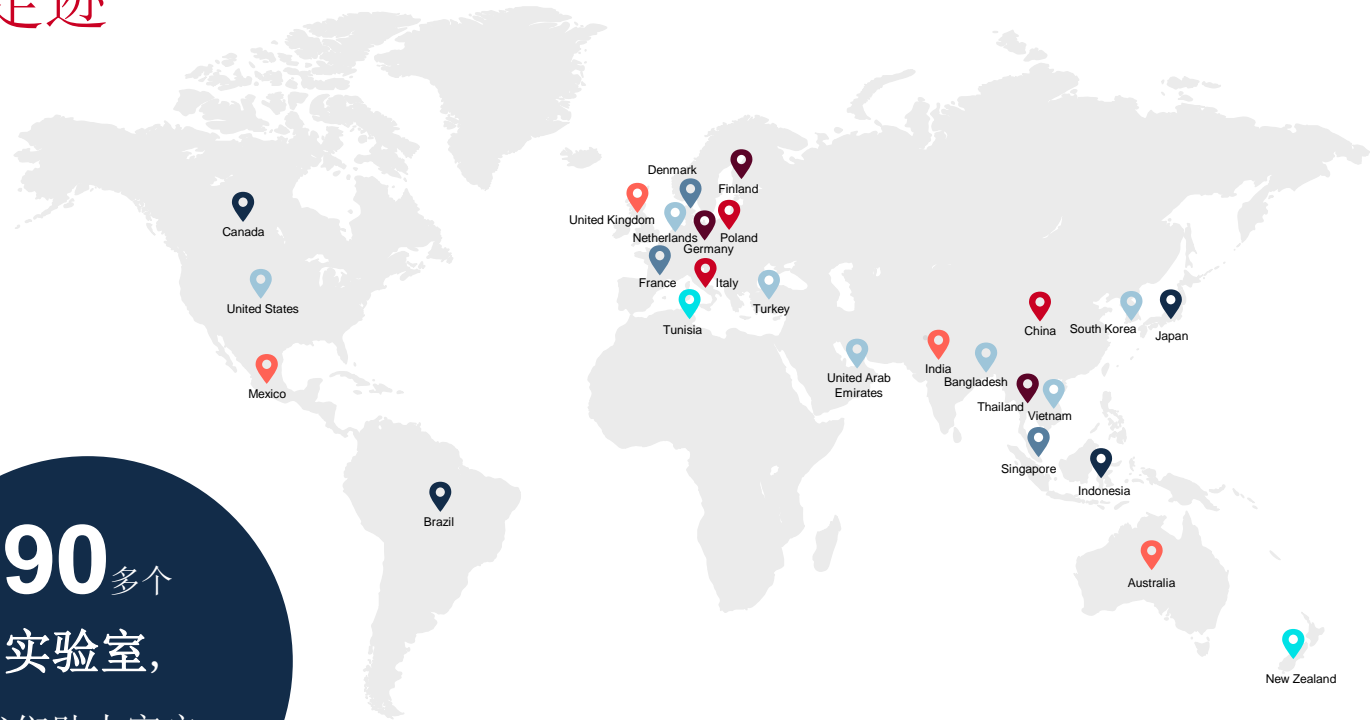 足迹
Denmark
Finland
United Kingdom
Canada
Netherlands
Poland
Germany
France
Italy
United States
Turkey
Tunisia
China
South Korea
Japan
India
United Arab
Emirates
Bangladesh
Mexico
Thailand
Vietnam
Singapore
Indonesia
Brazil
90多个
实验室,
Australia
New Zealand